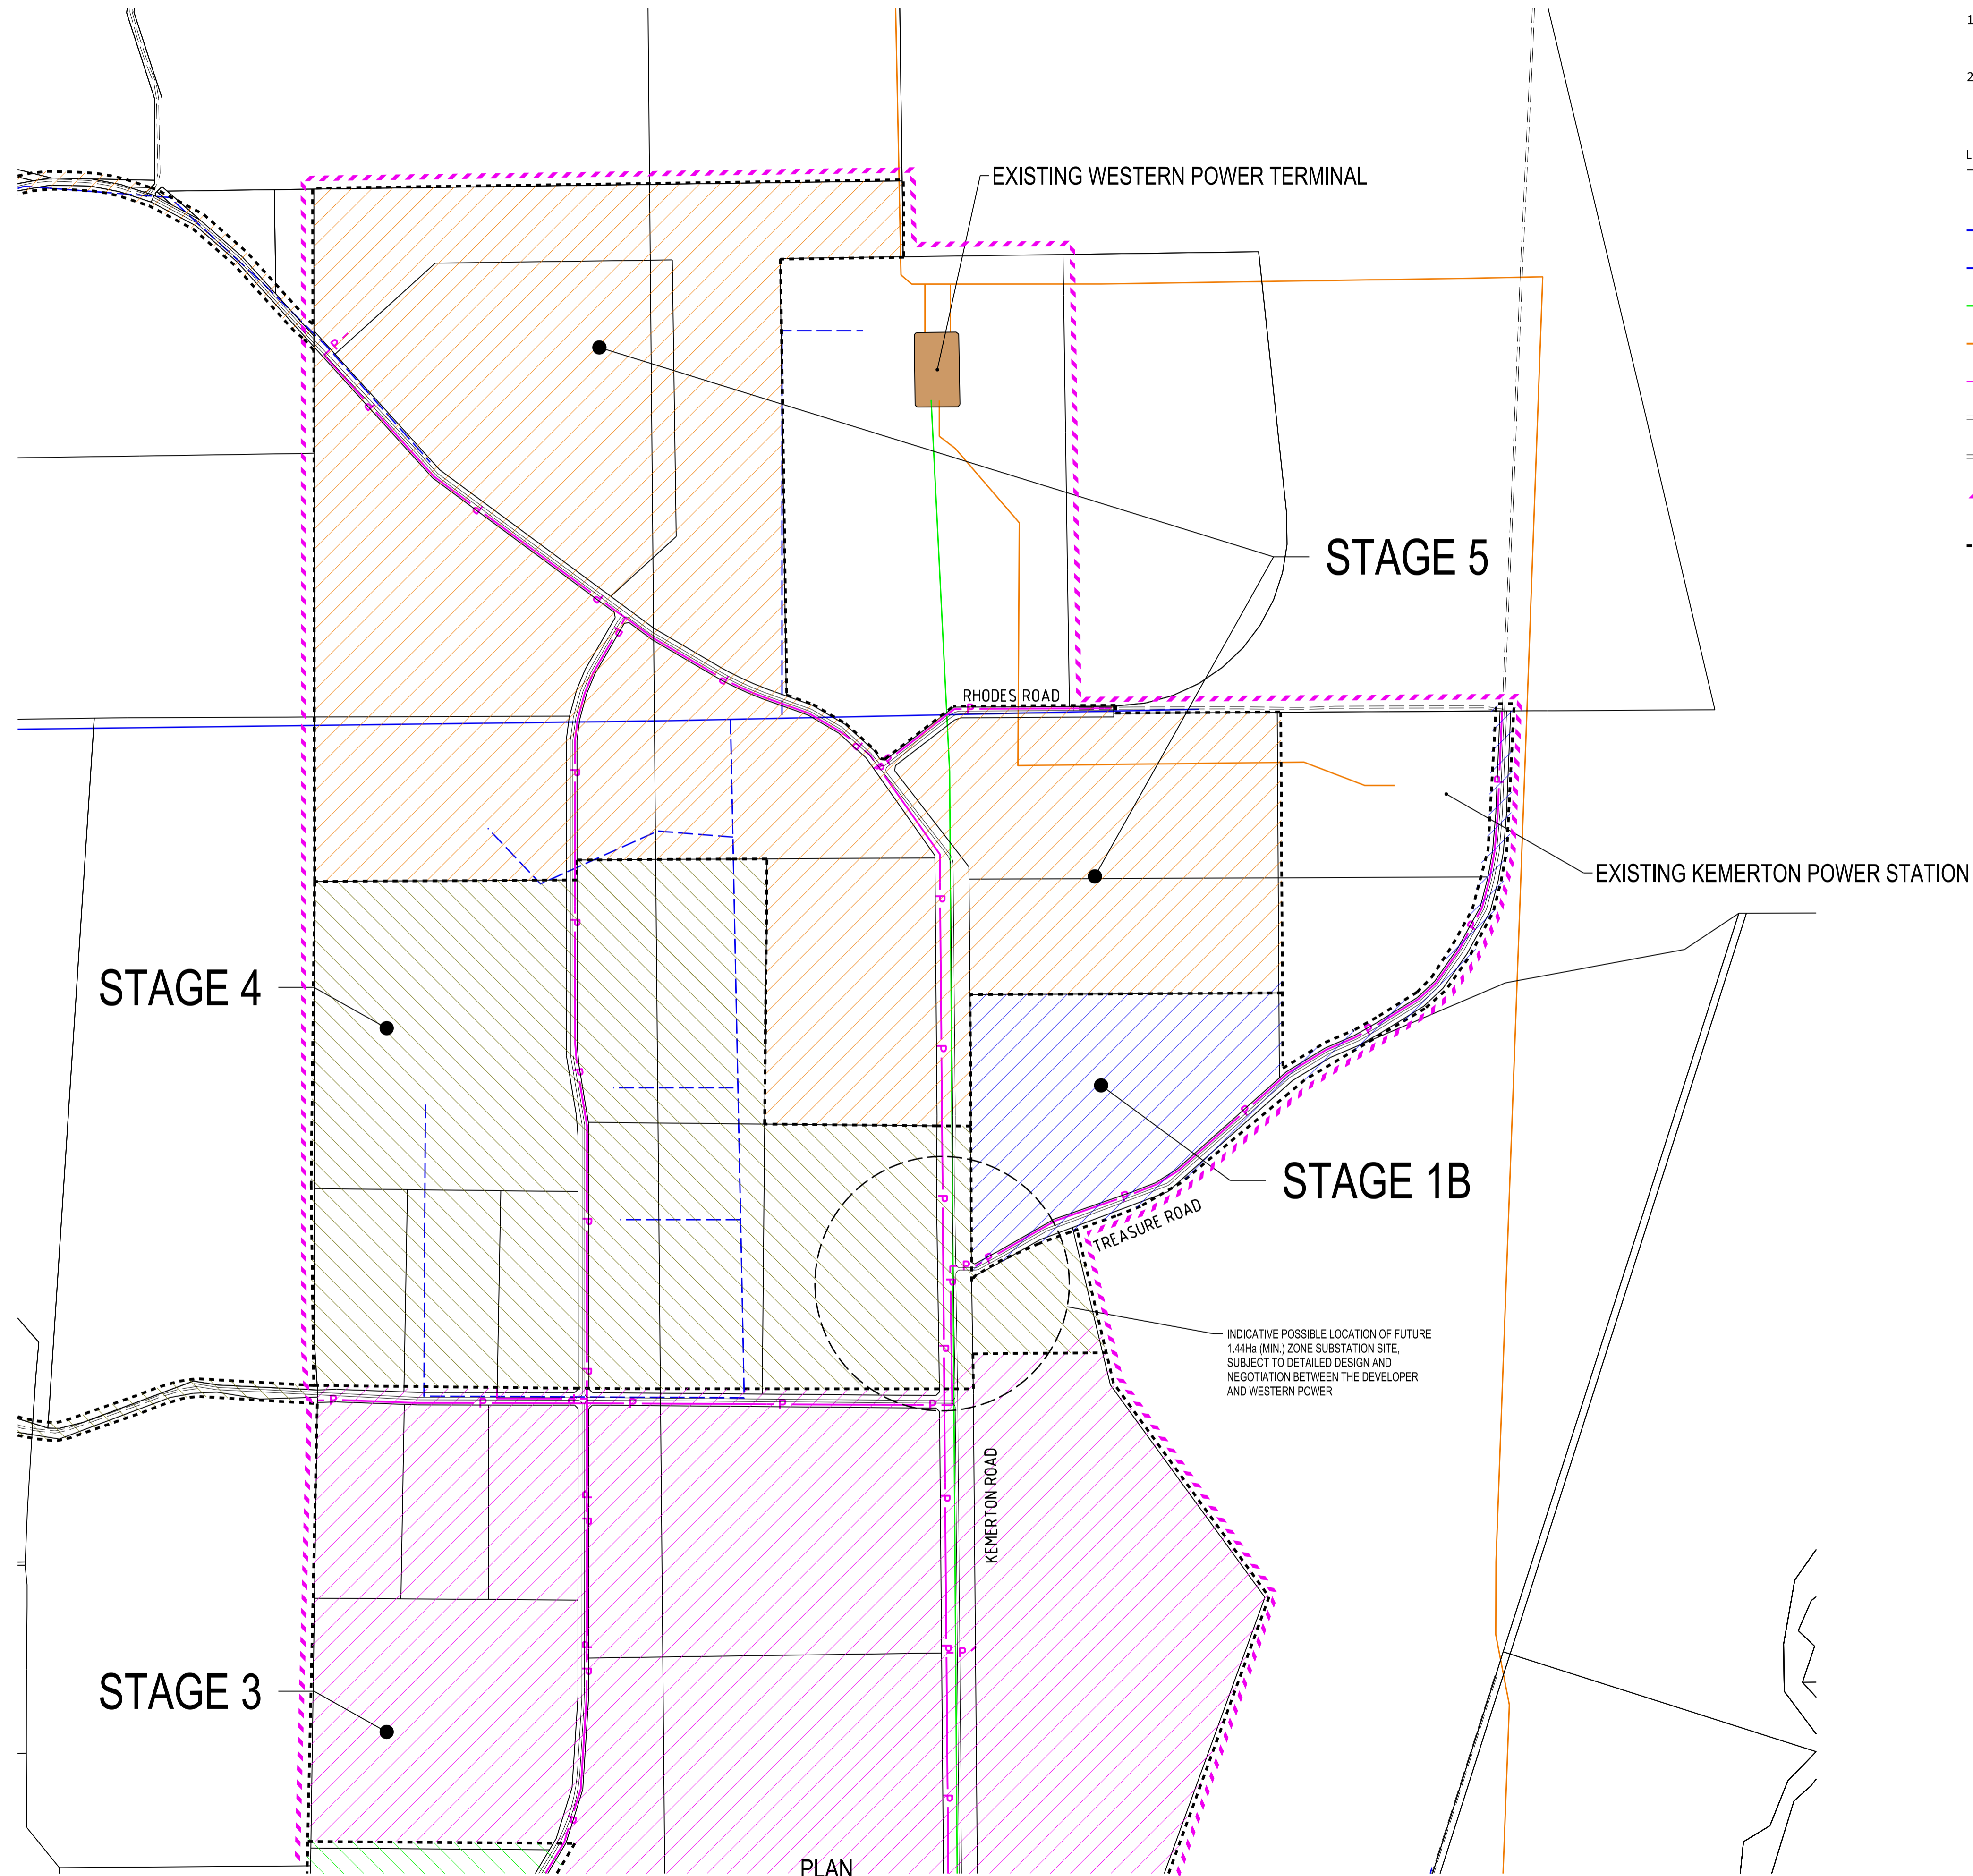 1
2
EXISTING WESTERN POWER TERMINAL
STAGE 5
RHODES ROAD
EXISTING KEMERTON POWER STATION
STAGE 4
STAGE 1B
TREASURE ROAD
INDICATIVE POSSIBLE LOCATION OF FUTURE
1.44Ha (MIN.) ZONE SUBSTATION SITE,
SUBJECT TO DETAILED DESIGN AND
NEGOTIATION BETWEEN THE DEVELOPER
AND WESTERN POWER
KEMERTON ROAD
STAGE 3
PLAN